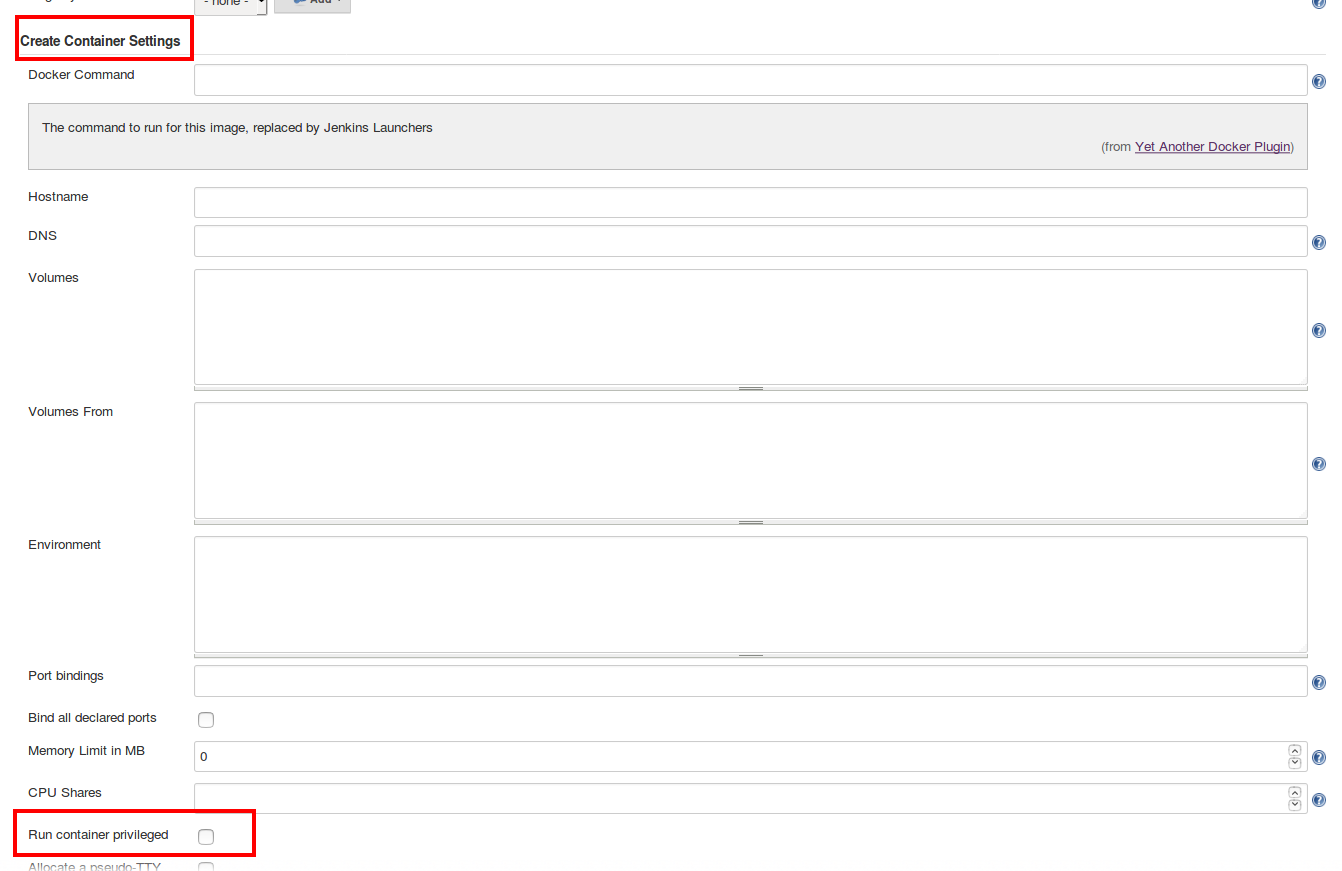 - none -
Add
Create Container Settings
Docker Command
The command to run for this image, replaced by Jenkins Launchers
(from Yet Another Docker Plugin)
Hostname
DNS
Volumes
Volumes From
Environment
Port bindings
Bind all declared ports
Memory Limit in MB
0
CPU Shares
Run container privileged
Allocate a pseudo-TTY